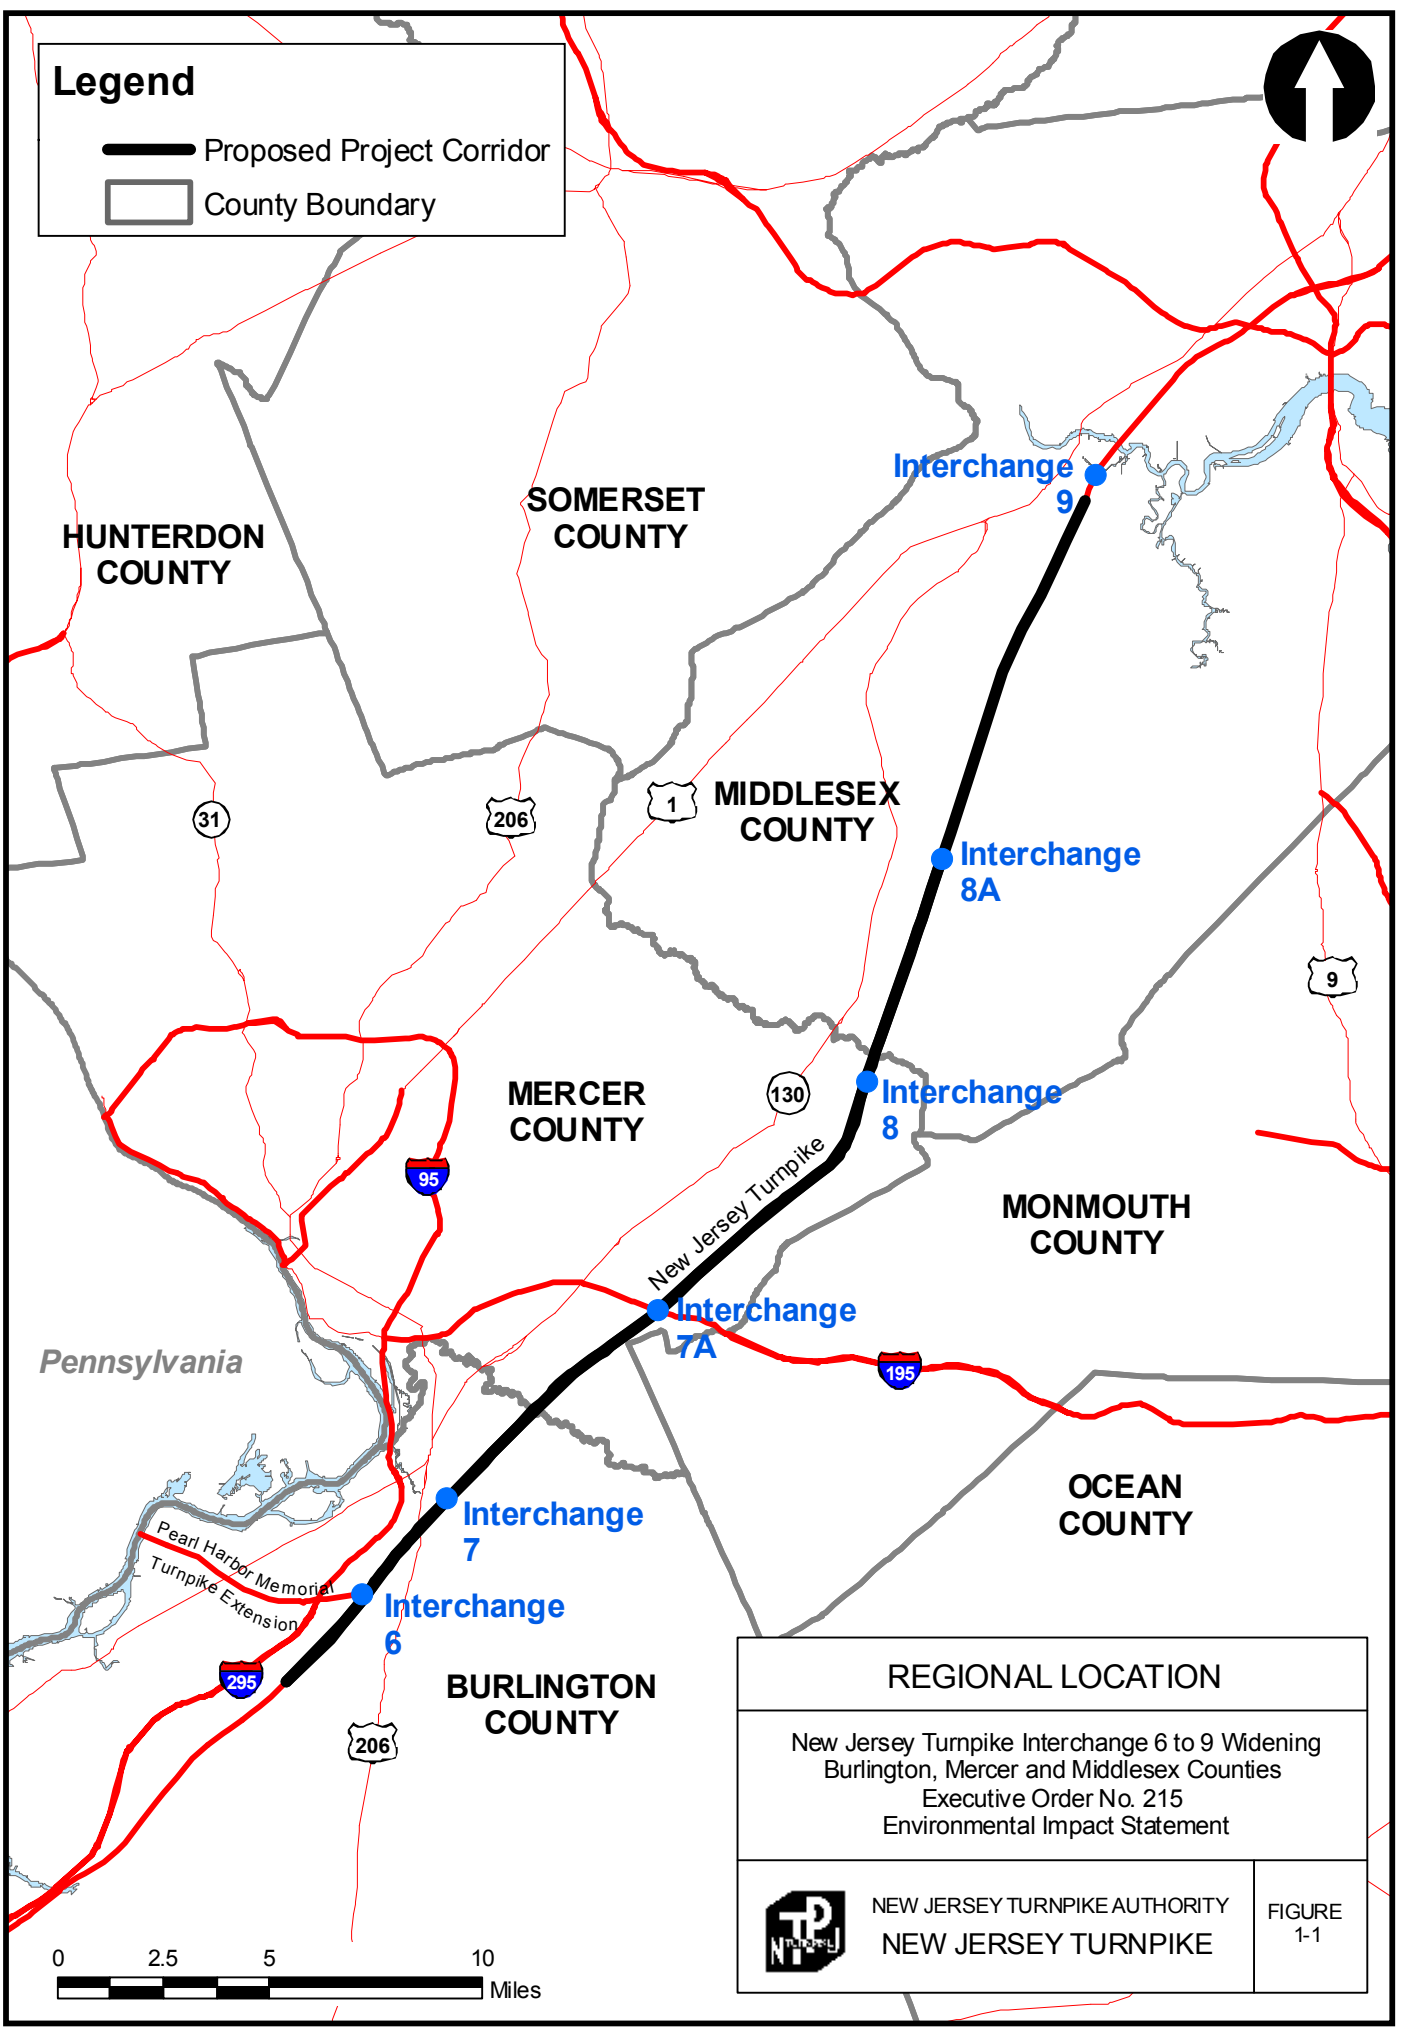 Legend
Proposed Project Corridor
County Boundary
Interchange
9
SOMERSET
COUNTY
HUNTERDON
COUNTY
31
206
1
MIDDLESEX
COUNTY
Interchange
8A
9
MERCER
COUNTY
130
Interchange
8
95
New Jersey Turnpike
MONMOUTH
COUNTY
Interchange
7A
Pennsylvania
195
OCEAN
COUNTY
Interchange
7
Pearl Harbor Memorial
Turnpike Extension
Interchange
6
295
BURLINGTON
COUNTY
206
REGIONAL LOCATION
New Jersey Turnpike Interchange 6 to 9 Widening
Burlington, Mercer and Middlesex Counties
Executive Order No. 215
Environmental Impact Statement
NEW JERSEY TURNPIKE AUTHORITY
NEW JERSEY TURNPIKE
FIGURE
1-1
0 2.5 5 10
Miles